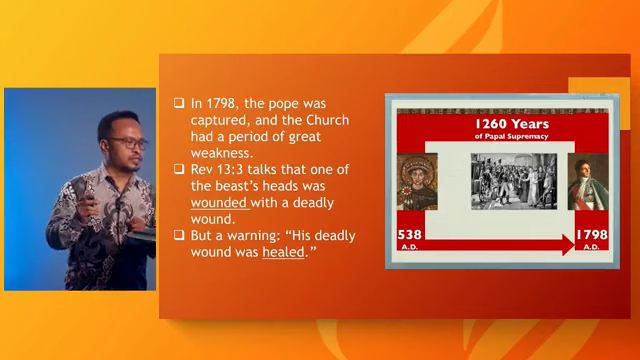 ❑ In 1798, the pope was
captured, and the Church
had a period of great
weakness.
❑ Rev 13:3 talks that one of
the beast’s heads was
wounded with a deadly
wound.
❑ But a warning: “His deadly
wound was healed.”
1260 Years
of Papal Supremacy
538
A.D.
1798
A.D.